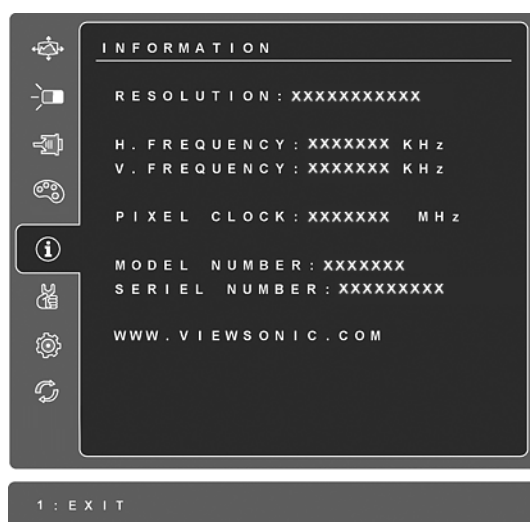 INFORMATION
RESOLUTION: XXXXXXXXXXX
H. FREQUENCY: XXXXXXX KHz
V. FREQUENCY: XXXXXXX KHz
PIXEL CLOCK: XXXXXXX MHz
MODEL NUMBER: XXXXXXX
SERIEL NUMBER: XXXXXXXXX
WWW.VIEWSONIC.COM
1:EXIT